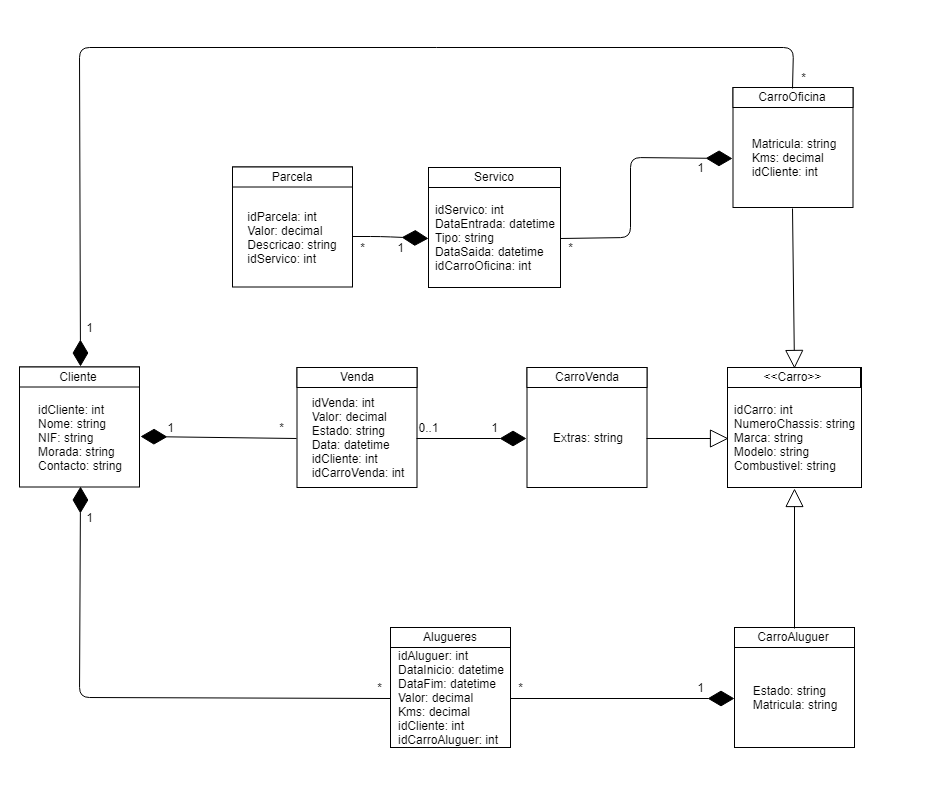 *
CarroOficina
Matricula: string
Kms: decimal
idCliente: int
1
Parcela
idParcela: int
Valor: decimal
Descricao: string
idServico: int
*
1
Servico
idServico: int
DataEntrada: datetime
Tipo: string
DataSaida: datetime
idCarroOficina: int
*
1
Cliente
idCliente: int
Nome: string
NIF: string
Morada: string
Contacto: string
1
*
Venda
idVenda: int
Valor: decimal
Estado: string
Data: datetime
idCliente: int
idCarroVenda: int
0..1
1
CarroVenda
Extras: string
<<Carro>>
idCarro: int
NumeroChassis: string
Marca: string
Modelo: string
Combustivel: string
1
*
Alugueres
idAluguer: int
DataInicio: datetime
DataFim: datetime
Valor: decimal
Kms: decimal
idCliente: int
idCarroAluguer: int
*
1
CarroAluguer
Estado: string
Matricula: string